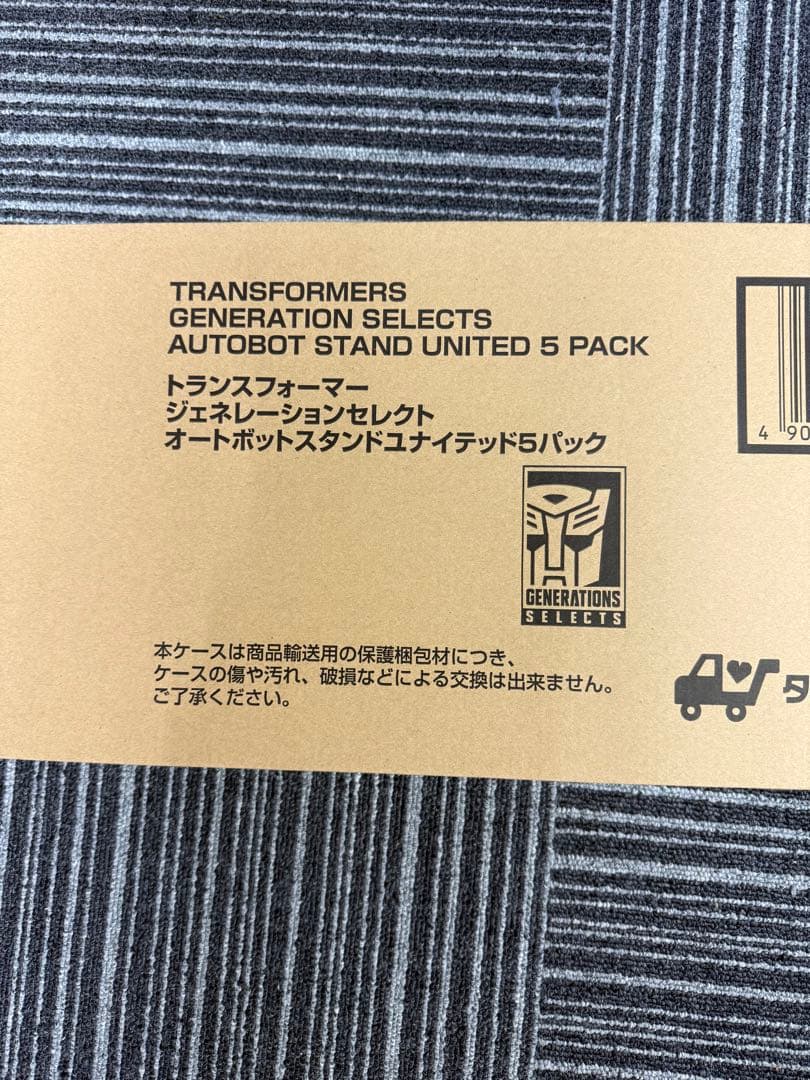 TRANSFORMERS
GENERATION SELECTS
AUTOBOT STAND UNITED 5 PACK
トランスフォーマー
ジェネレーションセレクト
オートボットスタンドユナイテッド5パック
4 90
GENERATIONS
SELECTS
本ケースは商品輸送用の保護梱包材につき、
ケースの傷や汚れ、破損などによる交換は出来ません。
ご了承ください。
タ